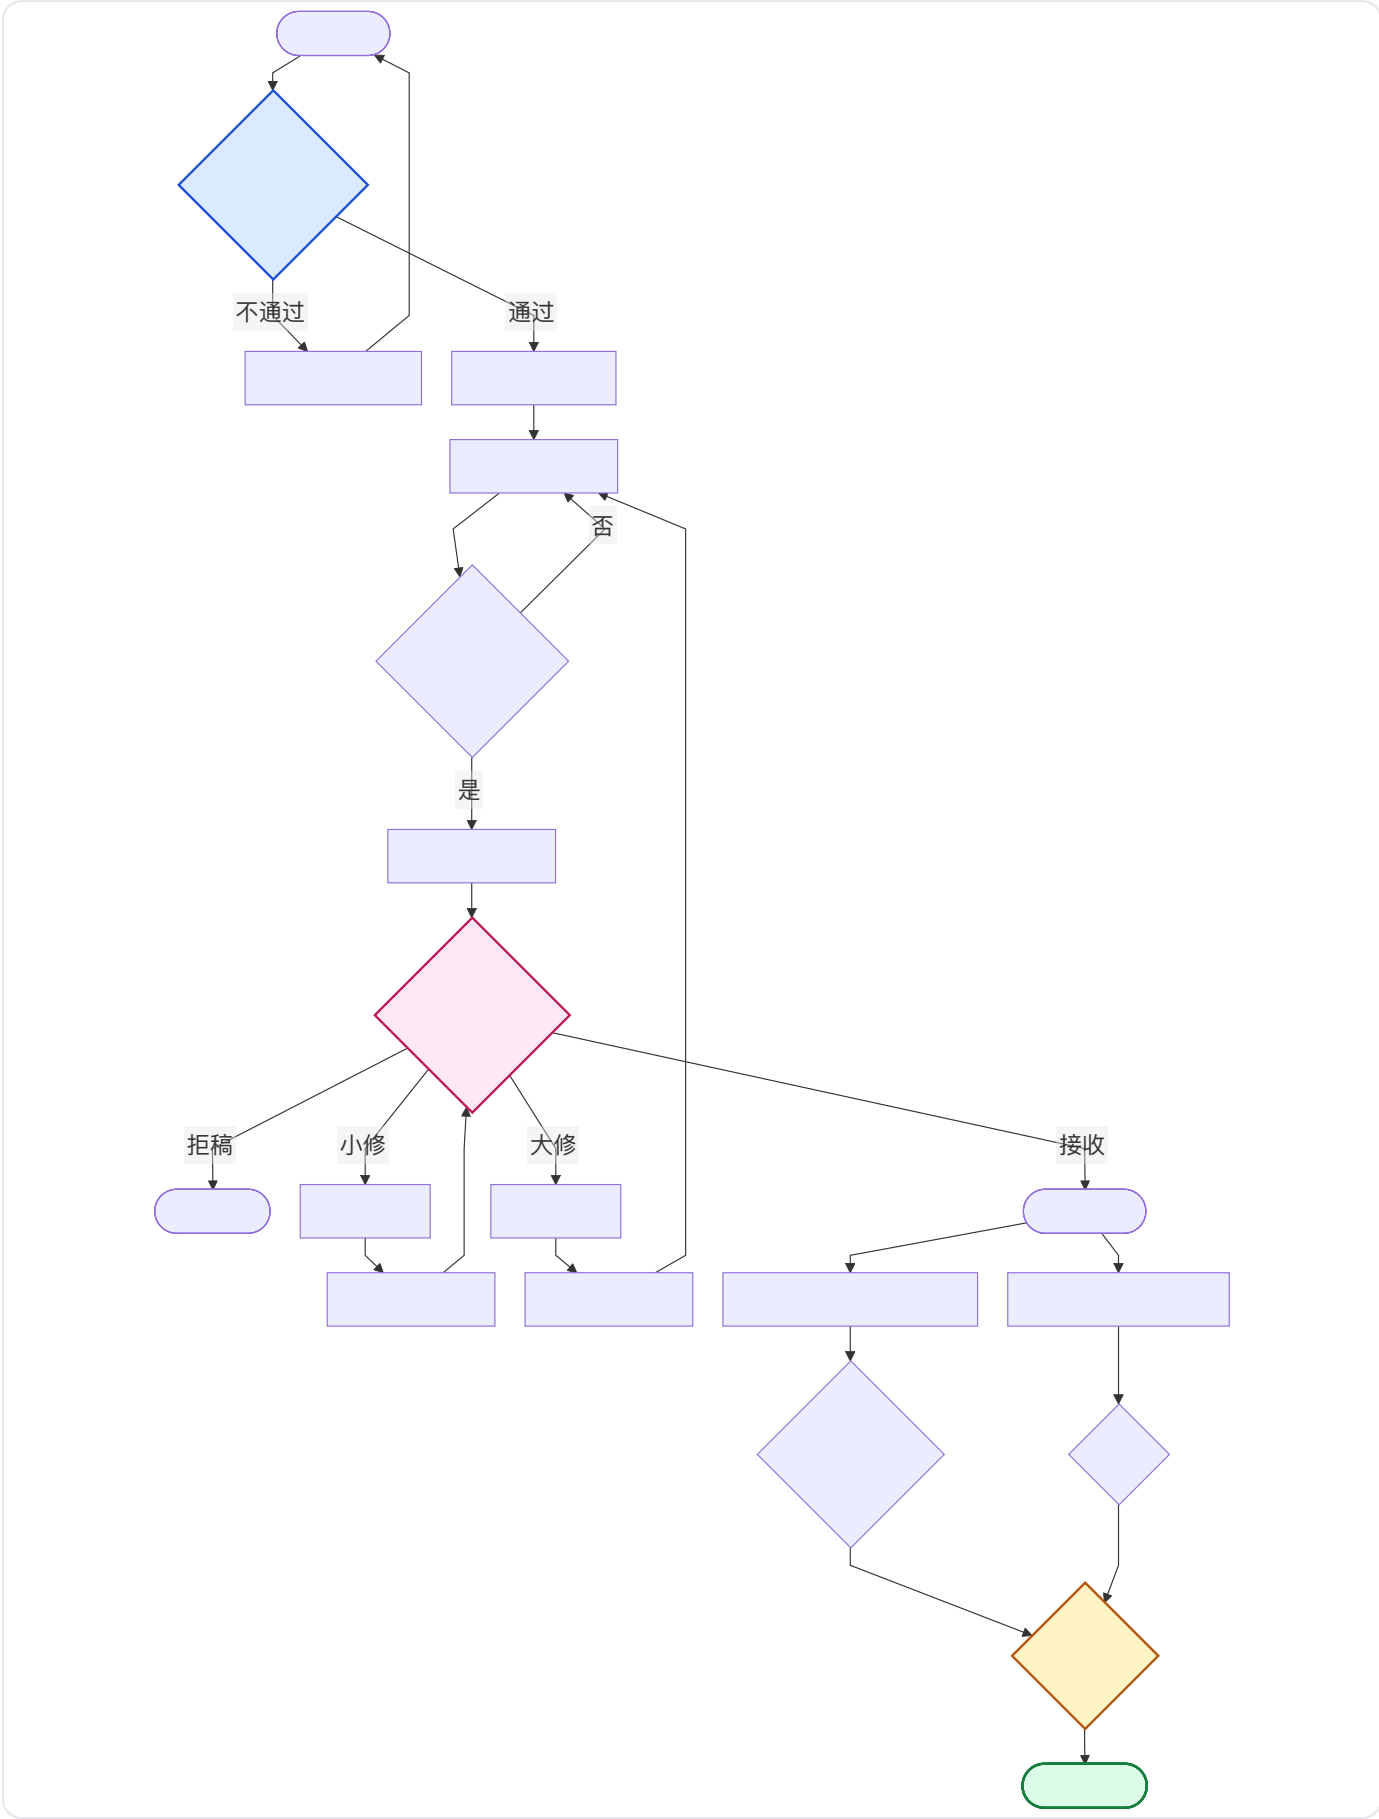 不通过
通过
否
是
拒稿
小修
大修
接收